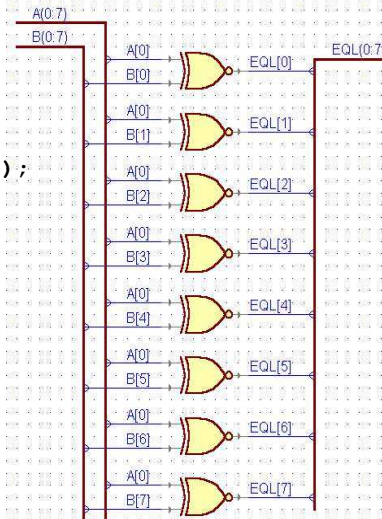 A(0:7)
B(0:7)
EQL(0:7
A[0]
B[0]
EQL[0]
A[0]
B[1]
EQL[1]
);
A[0]
B[2]
EQL[2]
A[0]
B[3]
EQL[3]
A[0]
B[4]
EQL[4]
A[0]
B[5]
EQL[5]
A[0]
B[6]
EQL[6]
A[0]
B[7]
EQL[7]